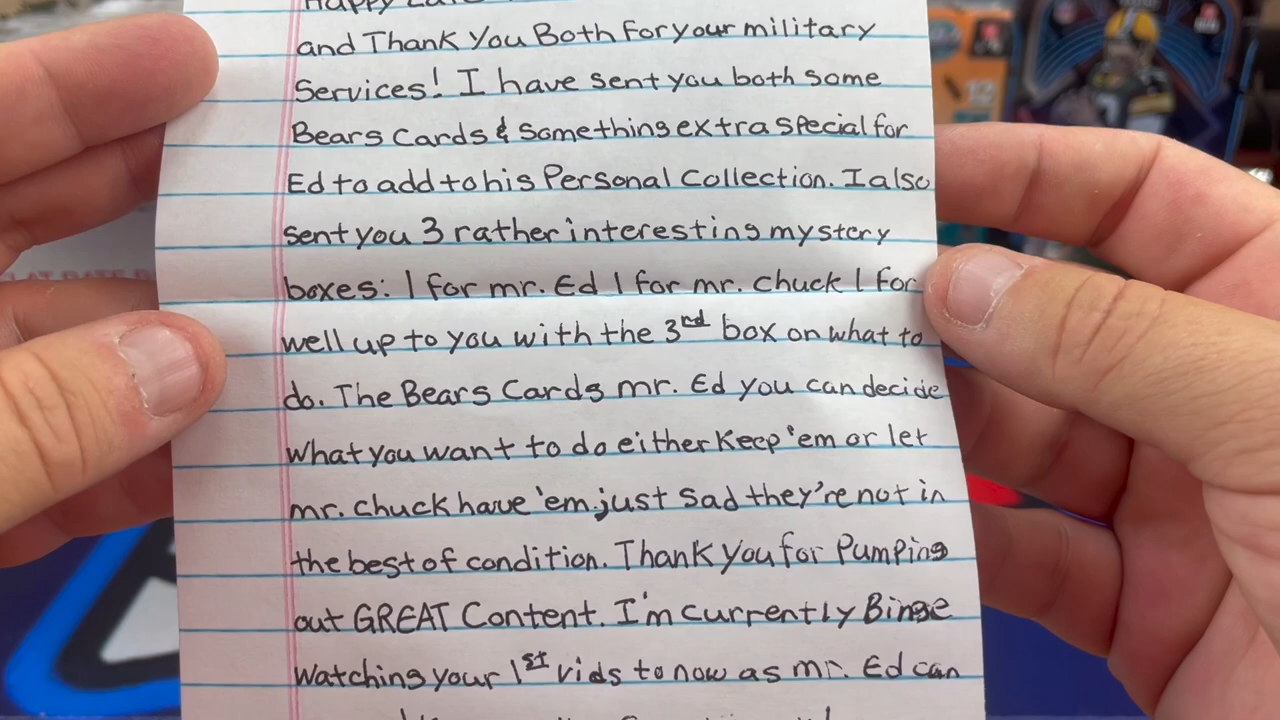 Happy
and Thank You Both for your military
Services! I have sent you both some
Bears Cards & something extra special for
Ed to add to his Personal Collection. I also
sent you 3 rather interesting mystery
boxes: 1 for mr. Ed 1 for mr. chuck 1 for
well up to you with the 3rd box on what to
do. The Bears Cards mr. Ed you can decide
what you want to do either keep 'em or let
mr. chuck have 'em. just sad they're not in
the best of condition. Thank you for Pumping
out GREAT Content. I'm currently Binge
watching your 1st vids to now as mr. Ed can